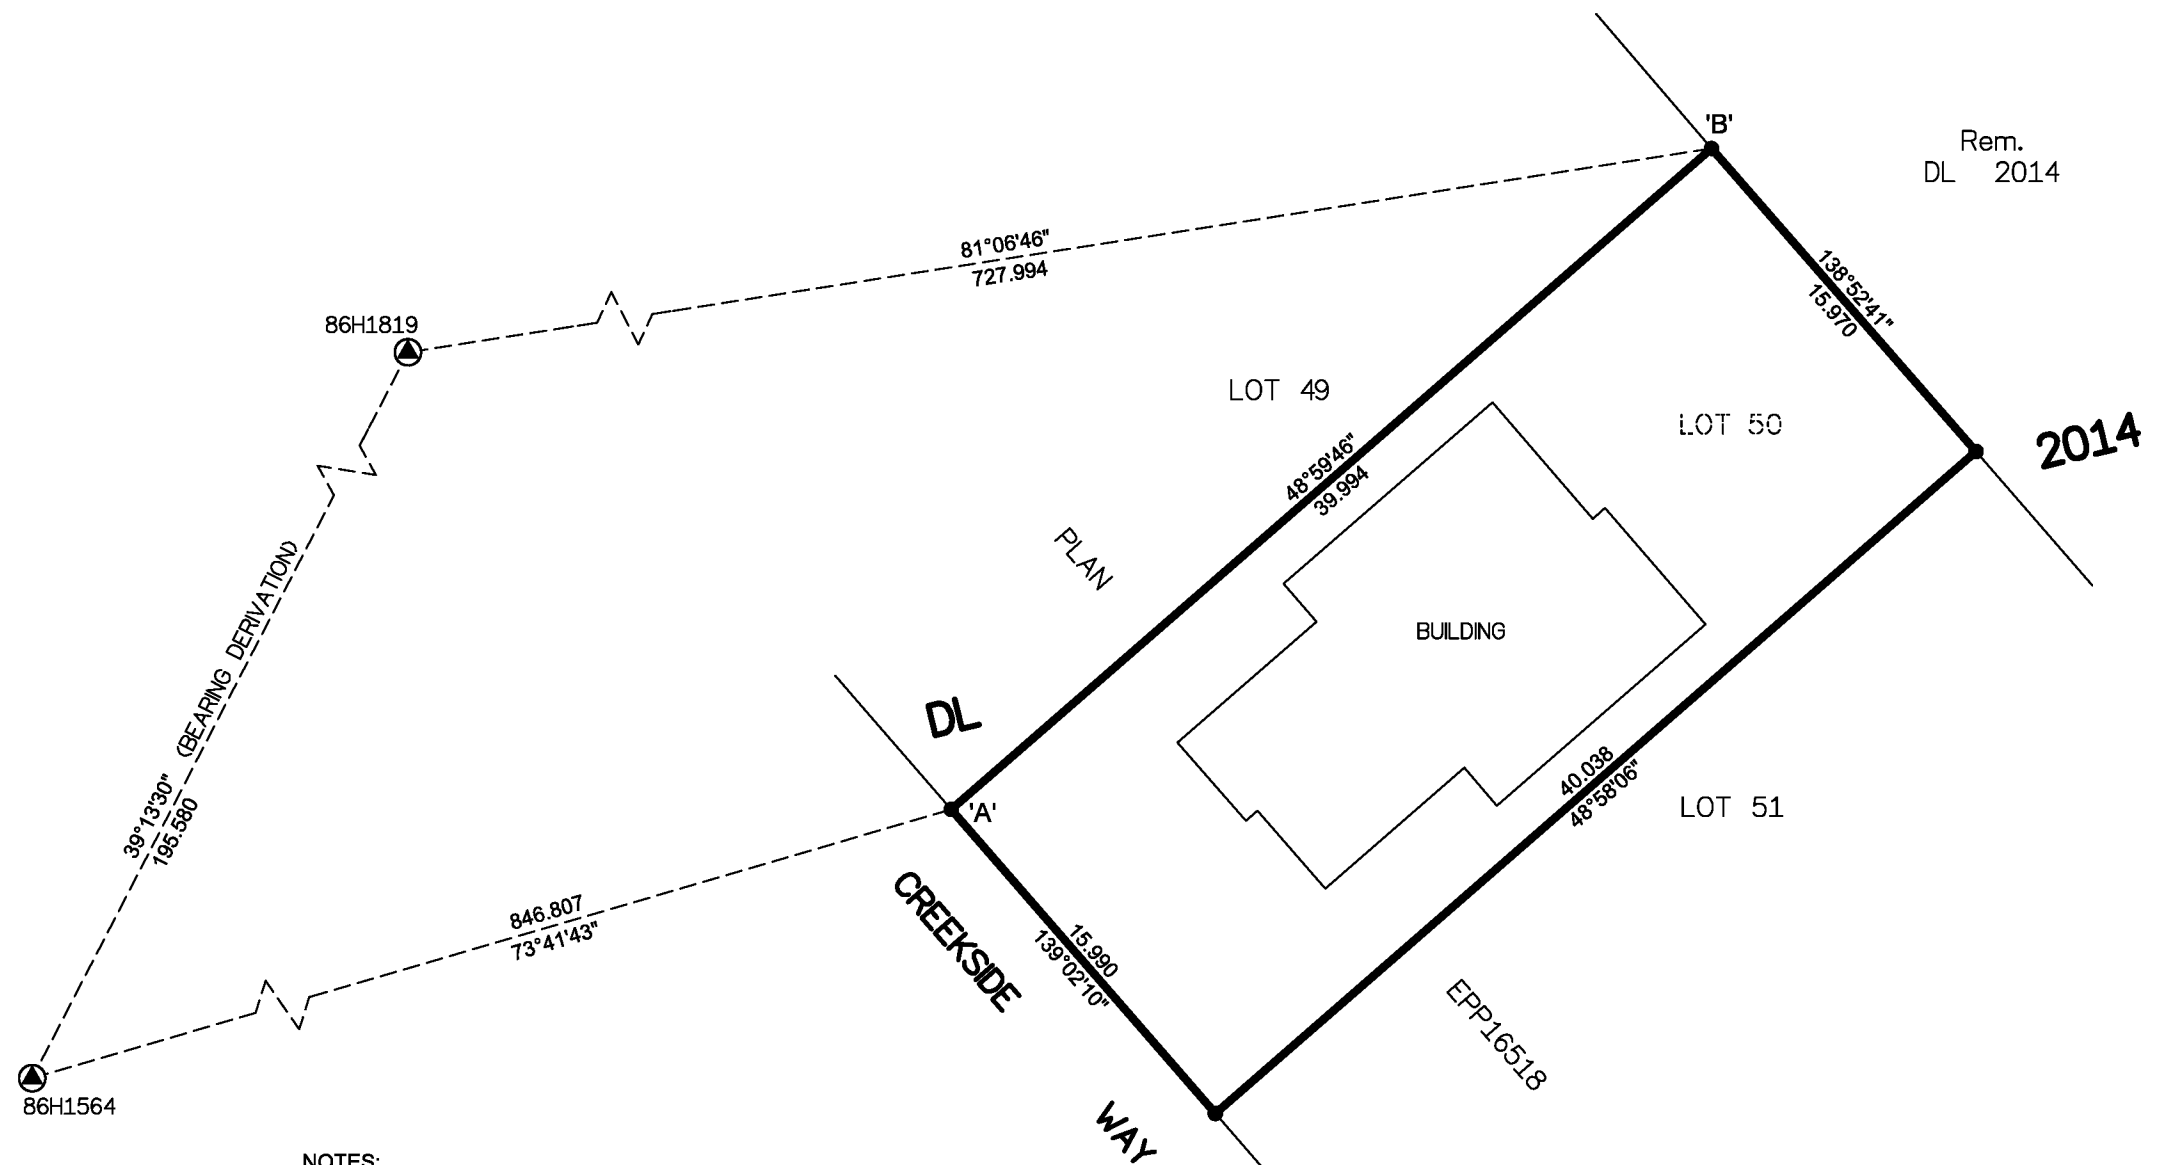 'B'
Rem.
DL 2014
81°06'46"
727.994
138°52'41"
15.970
86H1819
LOT 49
LOT 50
2014
48°59'46"
39.994
PLAN
(BEARING DERIVATION)
BUILDING
DL
'A'
39°13'30"
195.580
40.038
48°58'06"
LOT 51
846.807
73°41'43"
CREEKSIDE
15.990
139°02'10"
EPP16518
86H1564
WAY
NOTES: